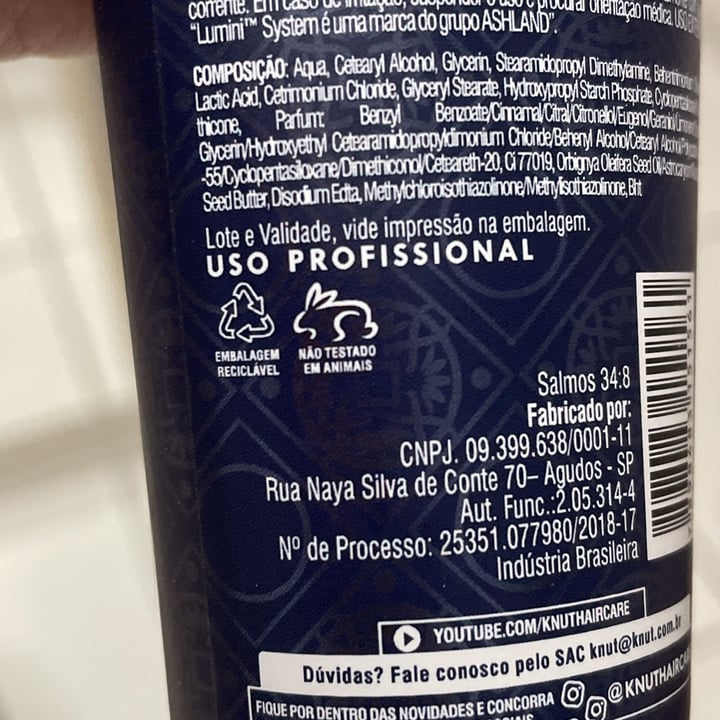 corrente. Em caso de irritação, suspender o uso e procurar orientação médica. USO
"Lumini™ System é uma marca do grupo ASHLAND".
COMPOSIÇÃO: Aqua, Cetearyl Alcohol, Glycerin, Stearamidopropyl Dimethylamine,
Lactic Acid, Cetrimonium Chloride, Glyceryl Stearate, Hydroxypropyl Starch Phosphate,
thicone, Parfum: Benzyl Benzoate/Cinnamal/Citral/Citronellol/Eugenol/Geraniol/
Glycerin/Hydroxyethyl Cetearamidopropyldimonium Chloride/Behenyl Alcohol/Cetearyl Alcohol/
-55/Cyclopentasiloxane/Dimethiconol/Ceteareth-20, Ci 77019, Orbignya Oleifera Seed Oil/
Seed Butter, Disodium Edta, Methylchloroisothiazolinone/Methylisothiazolinone, Bht
Lote e Validade, vide impressão na embalagem.
USO PROFISSIONAL
EMBALAGEM RECICLÁVEL
NÃO TESTADO EM ANIMAIS
Salmos 34:8
Fabricado por:
CNPJ. 09.399.638/0001-11
Rua Naya Silva de Conte 70– Agudos - SP
Aut. Func.:2.05.314-4
Nº de Processo: 25351.077980/2018-17
Indústria Brasileira
YOUTUBE.COM/KNUTHAIRCARE
Dúvidas? Fale conosco pelo SAC knut@knut.com.br
FIQUE POR DENTRO DAS NOVIDADES E CONCORRA @KNUTHAIRCA